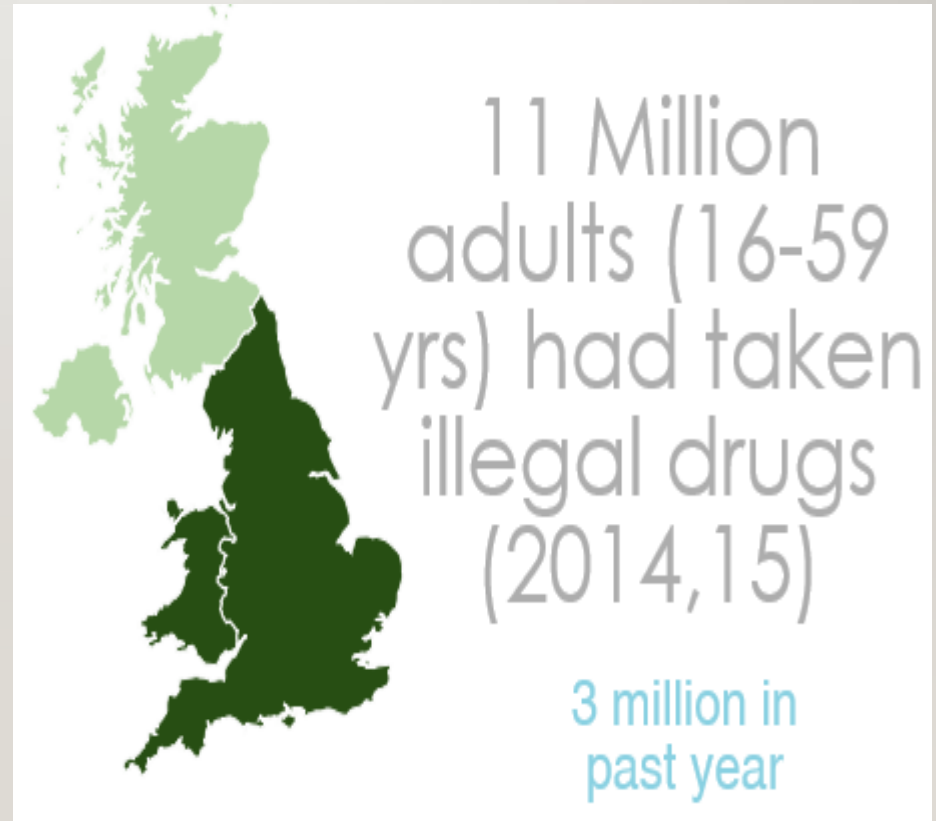 11 Million
adults (16-59
yrs) had taken
illegal drugs
(2014,15)
3 million in
past year